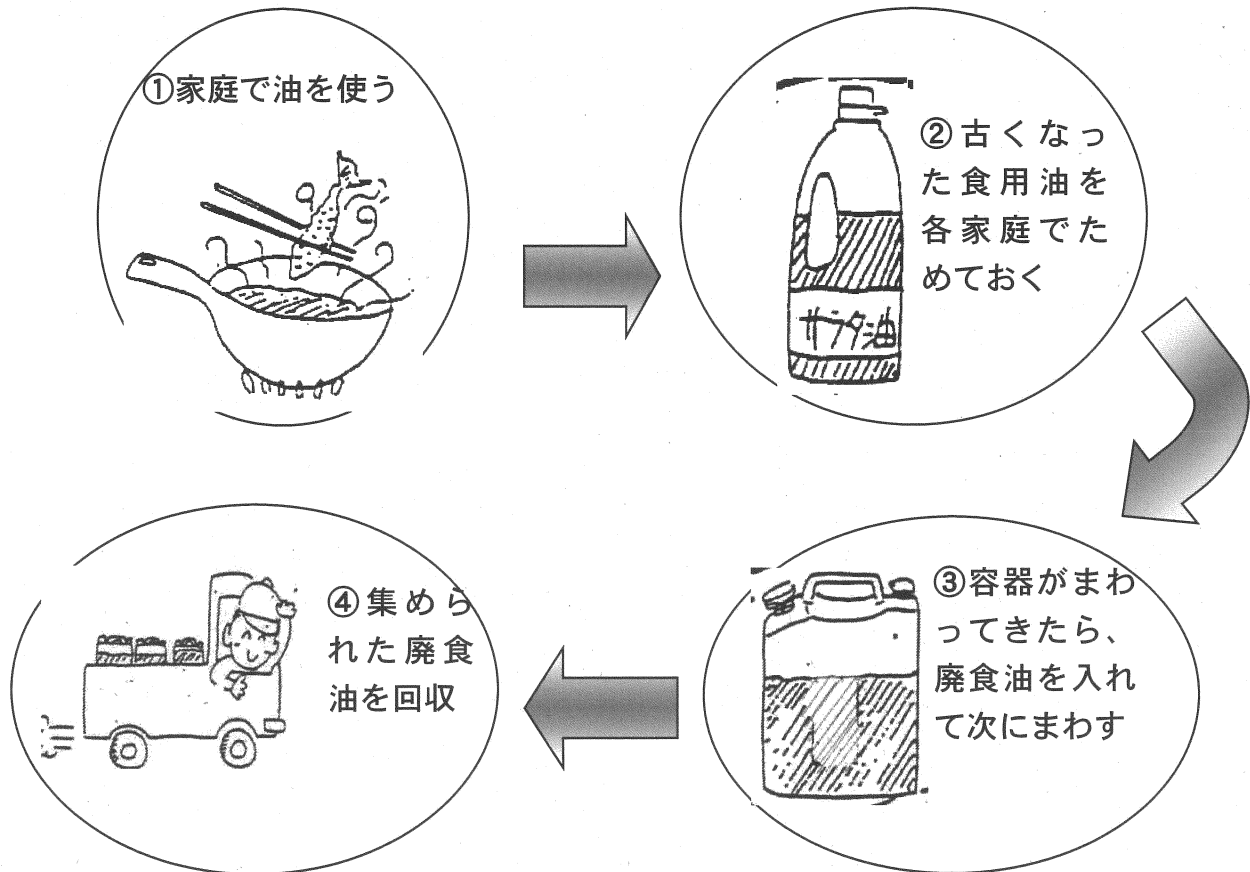 ①家庭で油を使う
②古くなっ
た食用油を
各家庭でた
めておく
サラダ油
③容器がまわ
ってきたら、
廃食油を入れ
て次にまわす
④集めら
れた廃食
油を回収